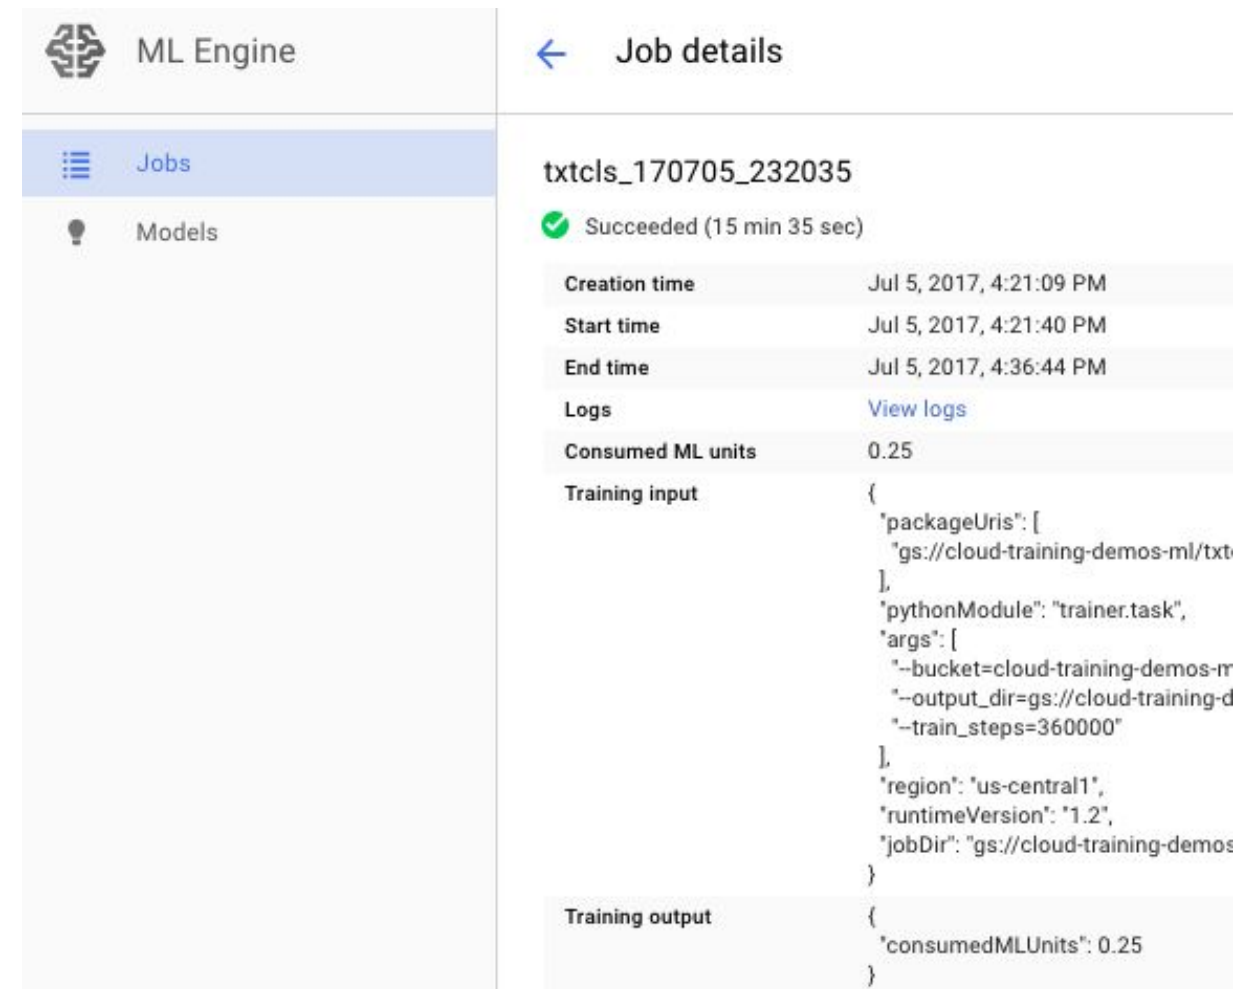 ML Engine
Job details
Jobs
Models
txtcls_170705_232035
Succeeded (15 min 35 sec)
Creation time Jul 5, 2017, 4:21:09 PM
Start time Jul 5, 2017, 4:21:40 PM
End time Jul 5, 2017, 4:36:44 PM
Logs View logs
Consumed ML units 0.25
Training input {
"packageUris": [
"gs://cloud-training-demos-ml/txt
],
"pythonModule": "trainer.task",
"args": [
"--bucket=cloud-training-demos-m
"--output_dir=gs://cloud-training-d
"--train_steps=360000"
],
"region": "us-central1",
"runtimeVersion": "1.2",
"jobDir": "gs://cloud-training-demos
}
Training output {
"consumedMLUnits": 0.25
}